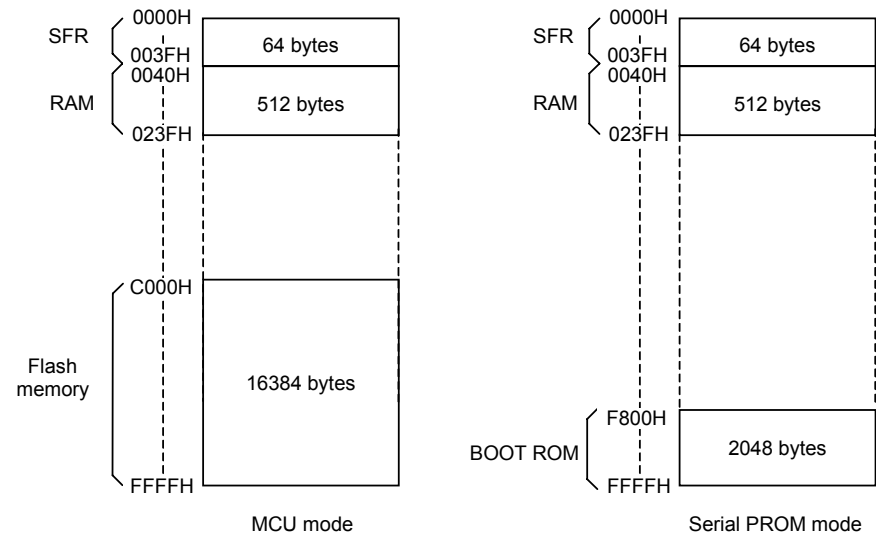 0000H
SFR
64 bytes
003FH
0040H
RAM
512 bytes
023FH
C000H
Flash
memory
16384 bytes
FFFFH
MCU mode
0000H
SFR
64 bytes
003FH
0040H
RAM
512 bytes
023FH
F800H
BOOT ROM
2048 bytes
FFFFH
Serial PROM mode